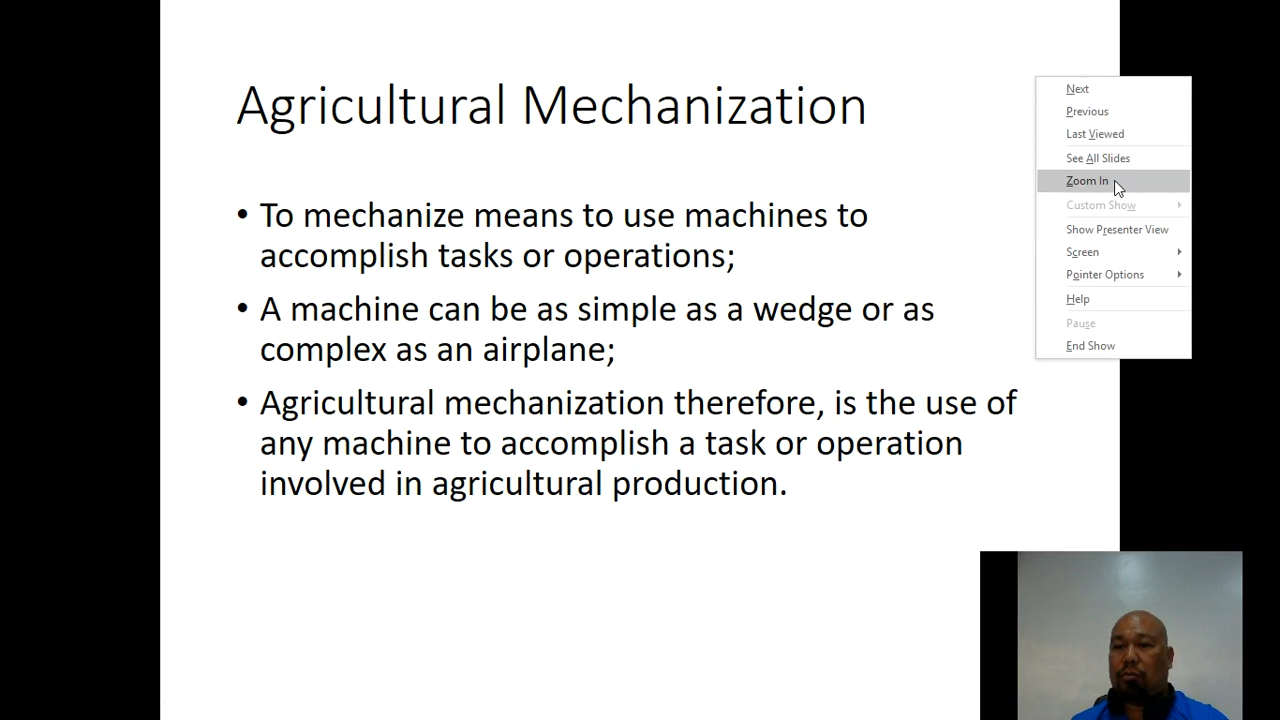 Agricultural Mechanization
• To mechanize means to use machines to
accomplish tasks or operations;
• A machine can be as simple as a wedge or as
complex as an airplane;
• Agricultural mechanization therefore, is the use of
any machine to accomplish a task or operation
involved in agricultural production.
Next
Previous
Last Viewed
See All Slides
Zoom In
Custom Show
Show Presenter View
Screen
Pointer Options
Help
Pause
End Show